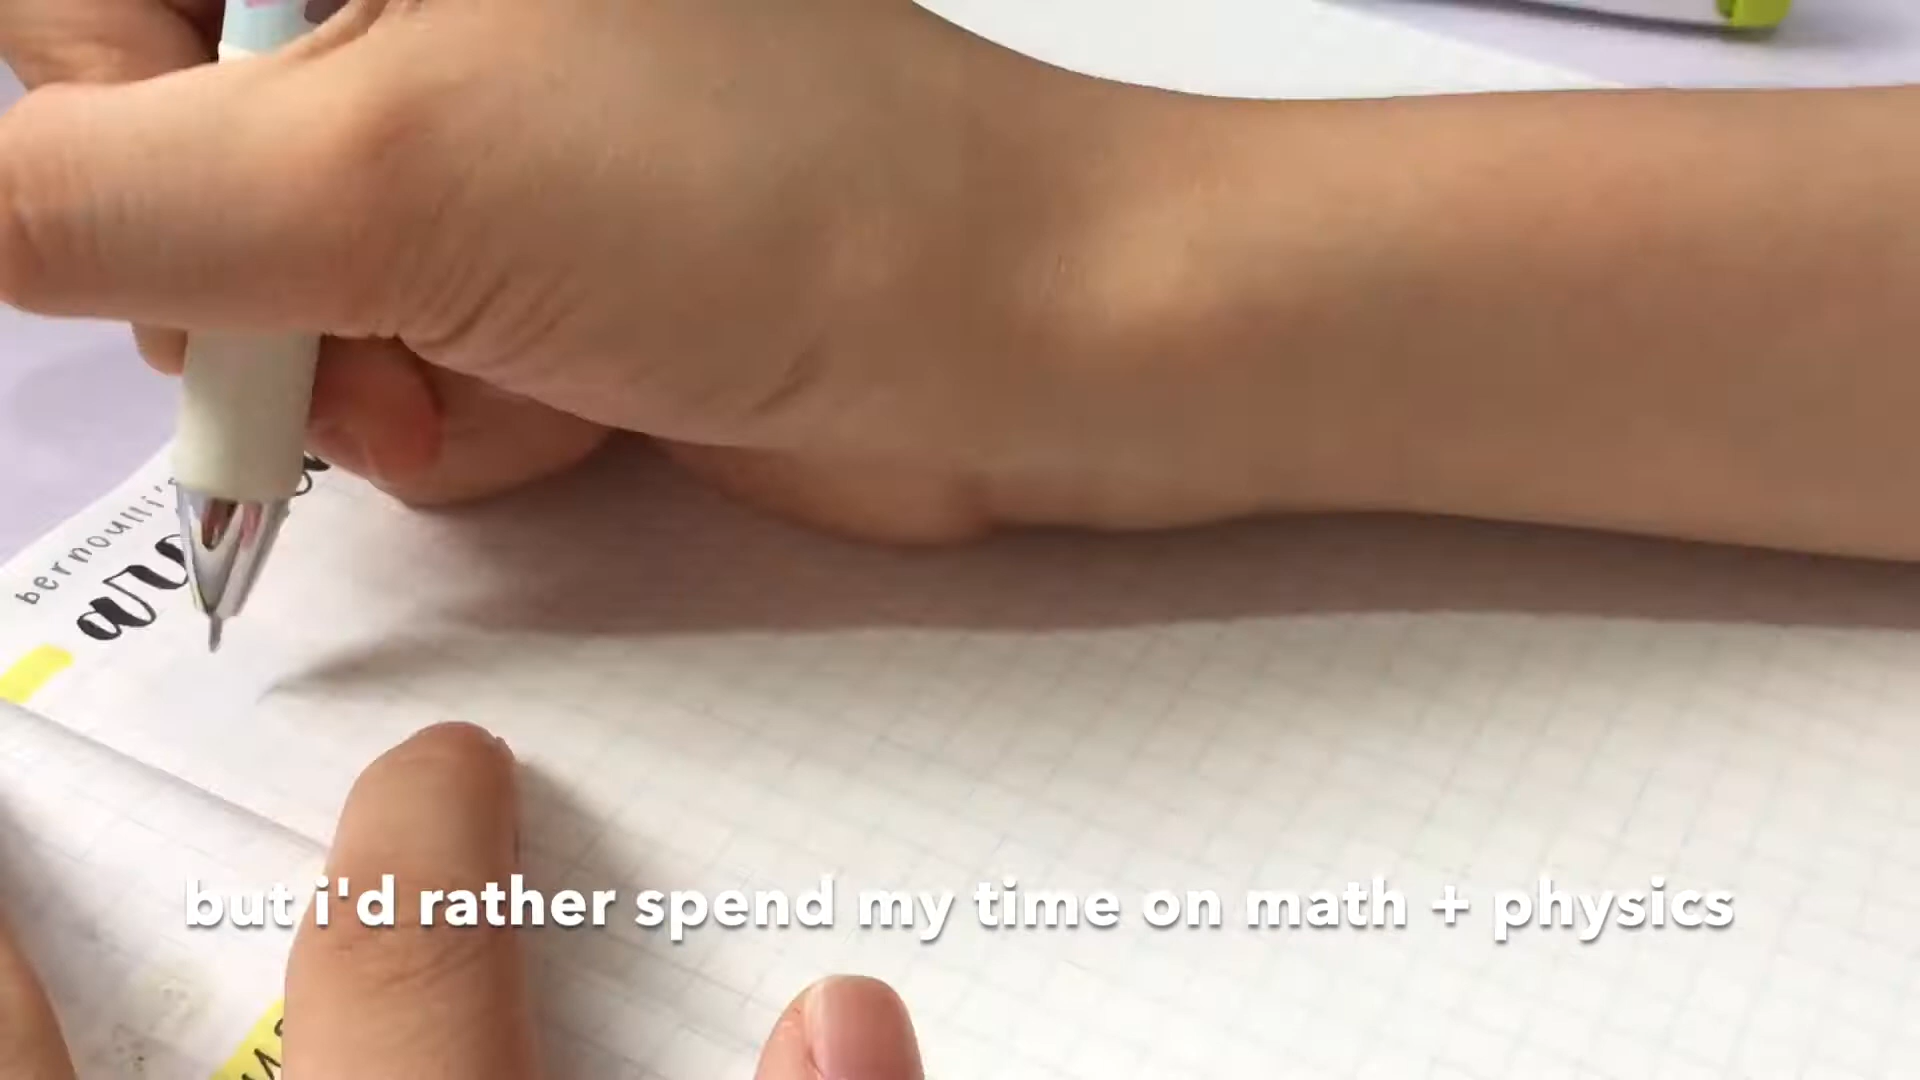 bernoulli's
but i'd rather spend my time on math + physics